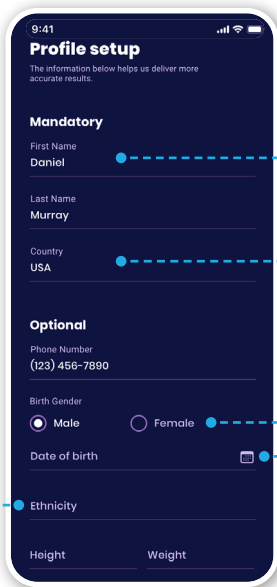 9:41
Profile setup
The information below helps us deliver more
accurate results.
Mandatory
First Name
Daniel
Last Name
Murray
Country
USA
Optional
Phone Number
(123) 456-7890
Birth Gender
Male Female
Date of birth
Ethnicity
Height Weight